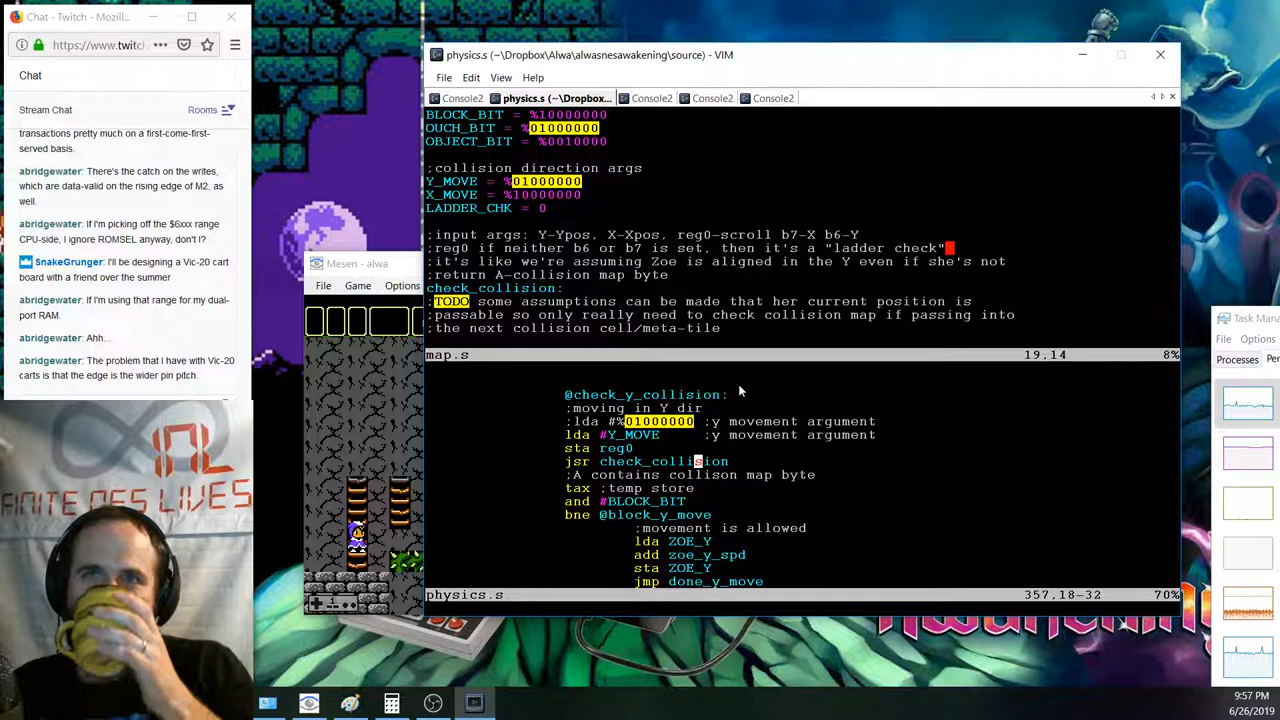 Chat - Twitch - Mozill...
https://www.twitcl
Chat
Stream Chat
Rooms
transactions pretty much on a first-come-first-
served basis.
abridgewater: There's the catch on the writes,
which are data-valid on the rising edge of M2, as
well.
abridgewater: If I'm picking off the $6xxx range
CPU-side, I ignore ROMSEL anyway, don't I?
SnakeGrunger: I'll be designing a Vic-20 cart
board with a friend over the summer
abridgewater: If I'm using that range for my dual-
port RAM.
abridgewater: Ahh...
abridgewater: The problem that I have with Vic-20
carts is that the edge is the wider pin pitch.
Mesen - alwa
File Game Options
physics.s (~\Dropbox\Alwa\alwasnesawakening\source) - VIM
File Edit View Help
Console2 physics.s (~\Dropbox... Console2 Console2 Console2
BLOCK_BIT = %10000000
OUCH_BIT = %01000000
OBJECT_BIT = %0010000
;collision direction args
Y_MOVE = %01000000
X_MOVE = %10000000
LADDER_CHK = 0
;input args: Y-Ypos, X-Xpos, reg0-scroll b7-X b6-Y
;reg0 if neither b6 or b7 is set, then it's a "ladder check"
;it's like we're assuming Zoe is aligned in the Y even if she's not
;return A-collision map byte
check_collision:
;TODO some assumptions can be made that her current position is
;passable so only really need to check collision map if passing into
;the next collision cell/meta-tile
map.s 19,14 8%
@check_y_collision:
;moving in Y dir
;lda #%01000000 ;y movement argument
lda #Y_MOVE ;y movement argument
sta reg0
jsr check_collision
;A contains collison map byte
tax ;temp store
and #BLOCK_BIT
bne @block_y_move
;movement is allowed
lda ZOE_Y
add zoe_y_spd
sta ZOE_Y
jmp done_y_move
physics.s 357,18-32 70%
Task Mana
File Options
Processes Per
FINITE DES LIVES
9:57 PM
6/26/2019